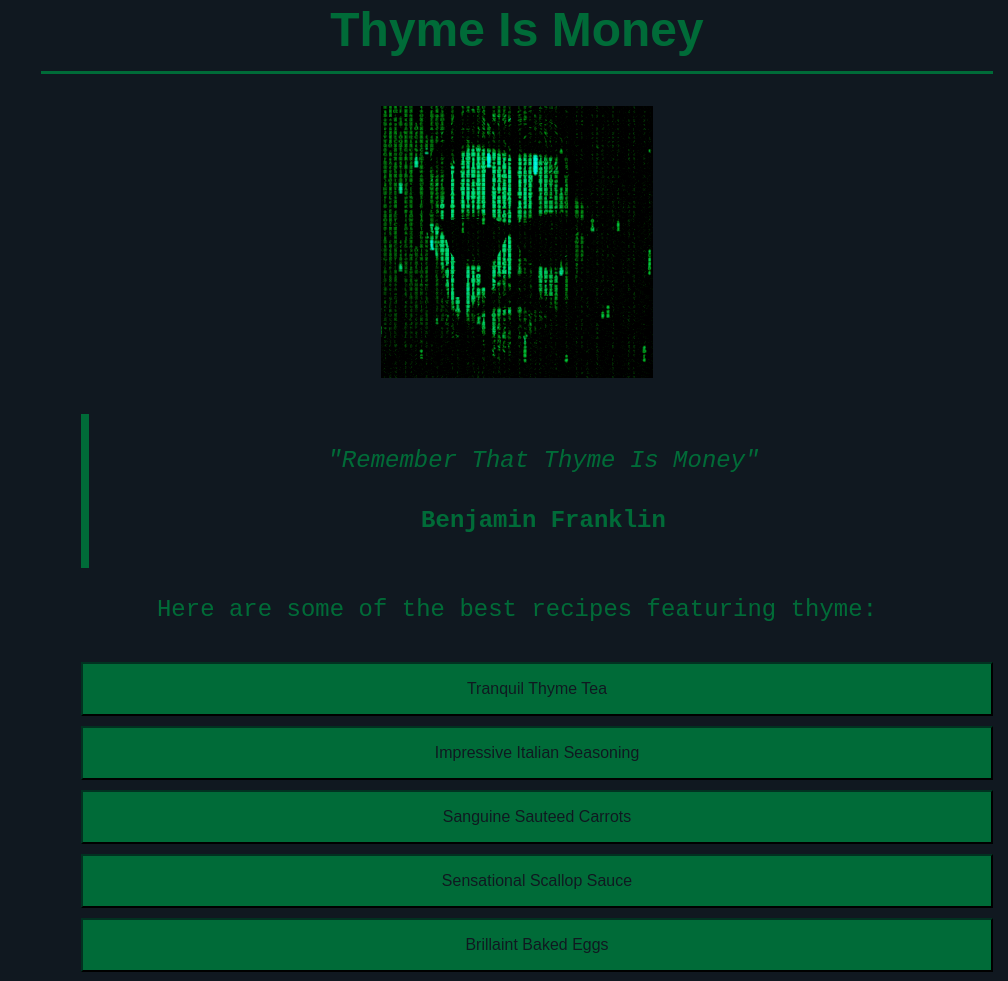 Thyme Is Money
"Remember That Thyme Is Money"
Benjamin Franklin
Here are some of the best recipes featuring thyme:
Tranquil Thyme Tea
Impressive Italian Seasoning
Sanguine Sauteed Carrots
Sensational Scallop Sauce
Brillaint Baked Eggs